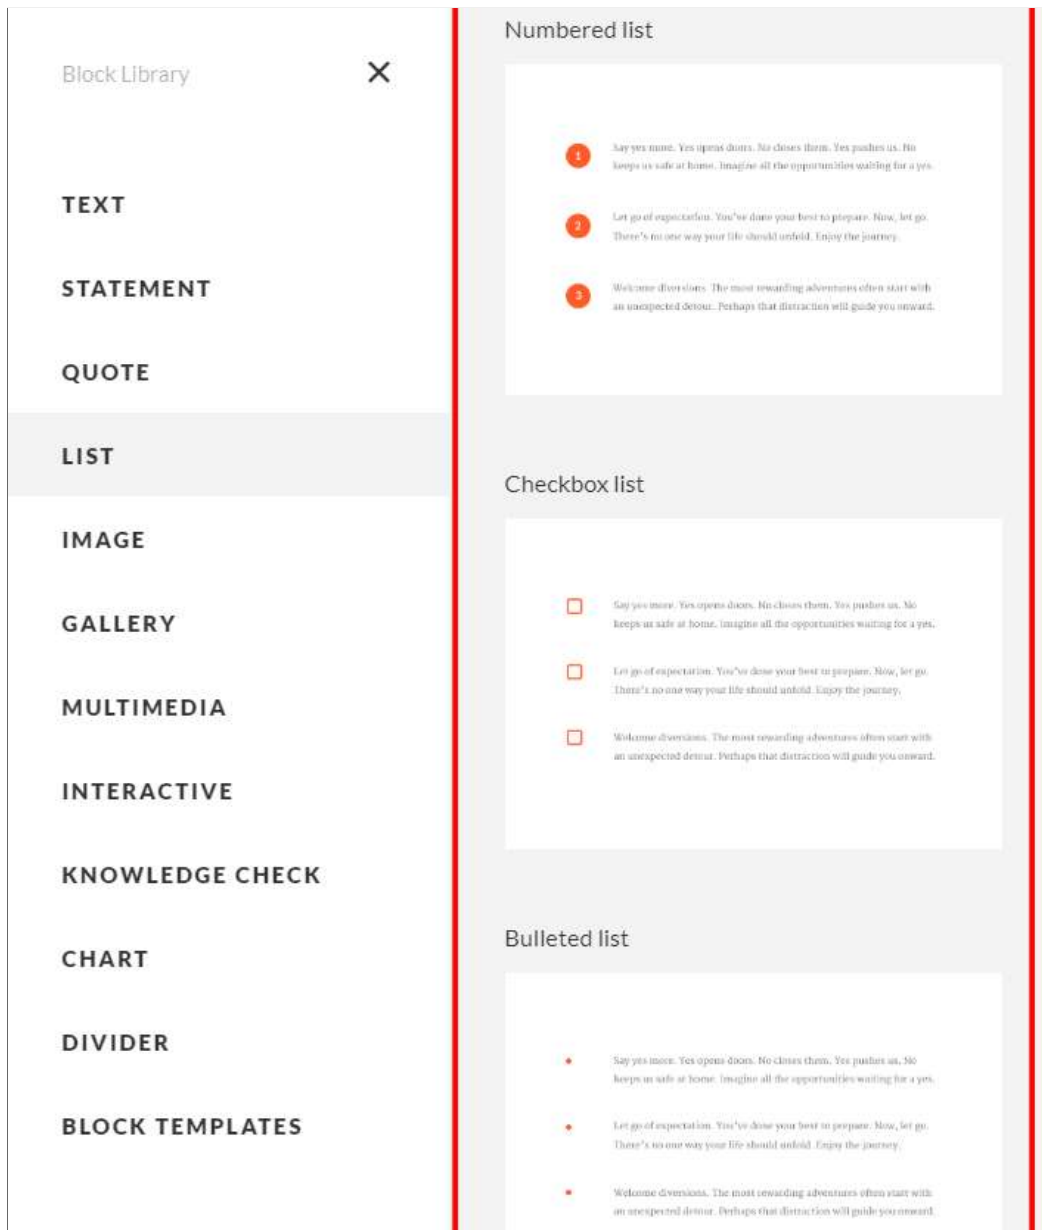 Block Library
TEXT
STATEMENT
QUOTE
LIST
IMAGE
GALLERY
MULTIMEDIA
INTERACTIVE
KNOWLEDGE CHECK
CHART
DIVIDER
BLOCK TEMPLATES
Numbered list
1
Say yes more. Yes opens doors. No closes them. Yes pushes us. No
keeps us safe at home. Imagine all the opportunities waiting for a yes.
2
Let go of expectation. You've done your best to prepare. Now, let go.
There's no one way your life should unfold. Enjoy the journey.
3
Welcome diversions. The most rewarding adventures often start with
an unexpected detour. Perhaps that distraction will guide you onward.
Checkbox list
Say yes more. Yes opens doors. No closes them. Yes pushes us. No
keeps us safe at home. Imagine all the opportunities waiting for a yes.
Let go of expectation. You've done your best to prepare. Now, let go.
There's no one way your life should unfold. Enjoy the journey.
Welcome diversions. The most rewarding adventures often start with
an unexpected detour. Perhaps that distraction will guide you onward.
Bulleted list
Say yes more. Yes opens doors. No closes them. Yes pushes us. No
keeps us safe at home. Imagine all the opportunities waiting for a yes.
Let go of expectation. You've done your best to prepare. Now, let go.
There's no one way your life should unfold. Enjoy the journey.
Welcome diversions. The most rewarding adventures often start with
an unexpected detour. Perhaps that distraction will guide you onward.